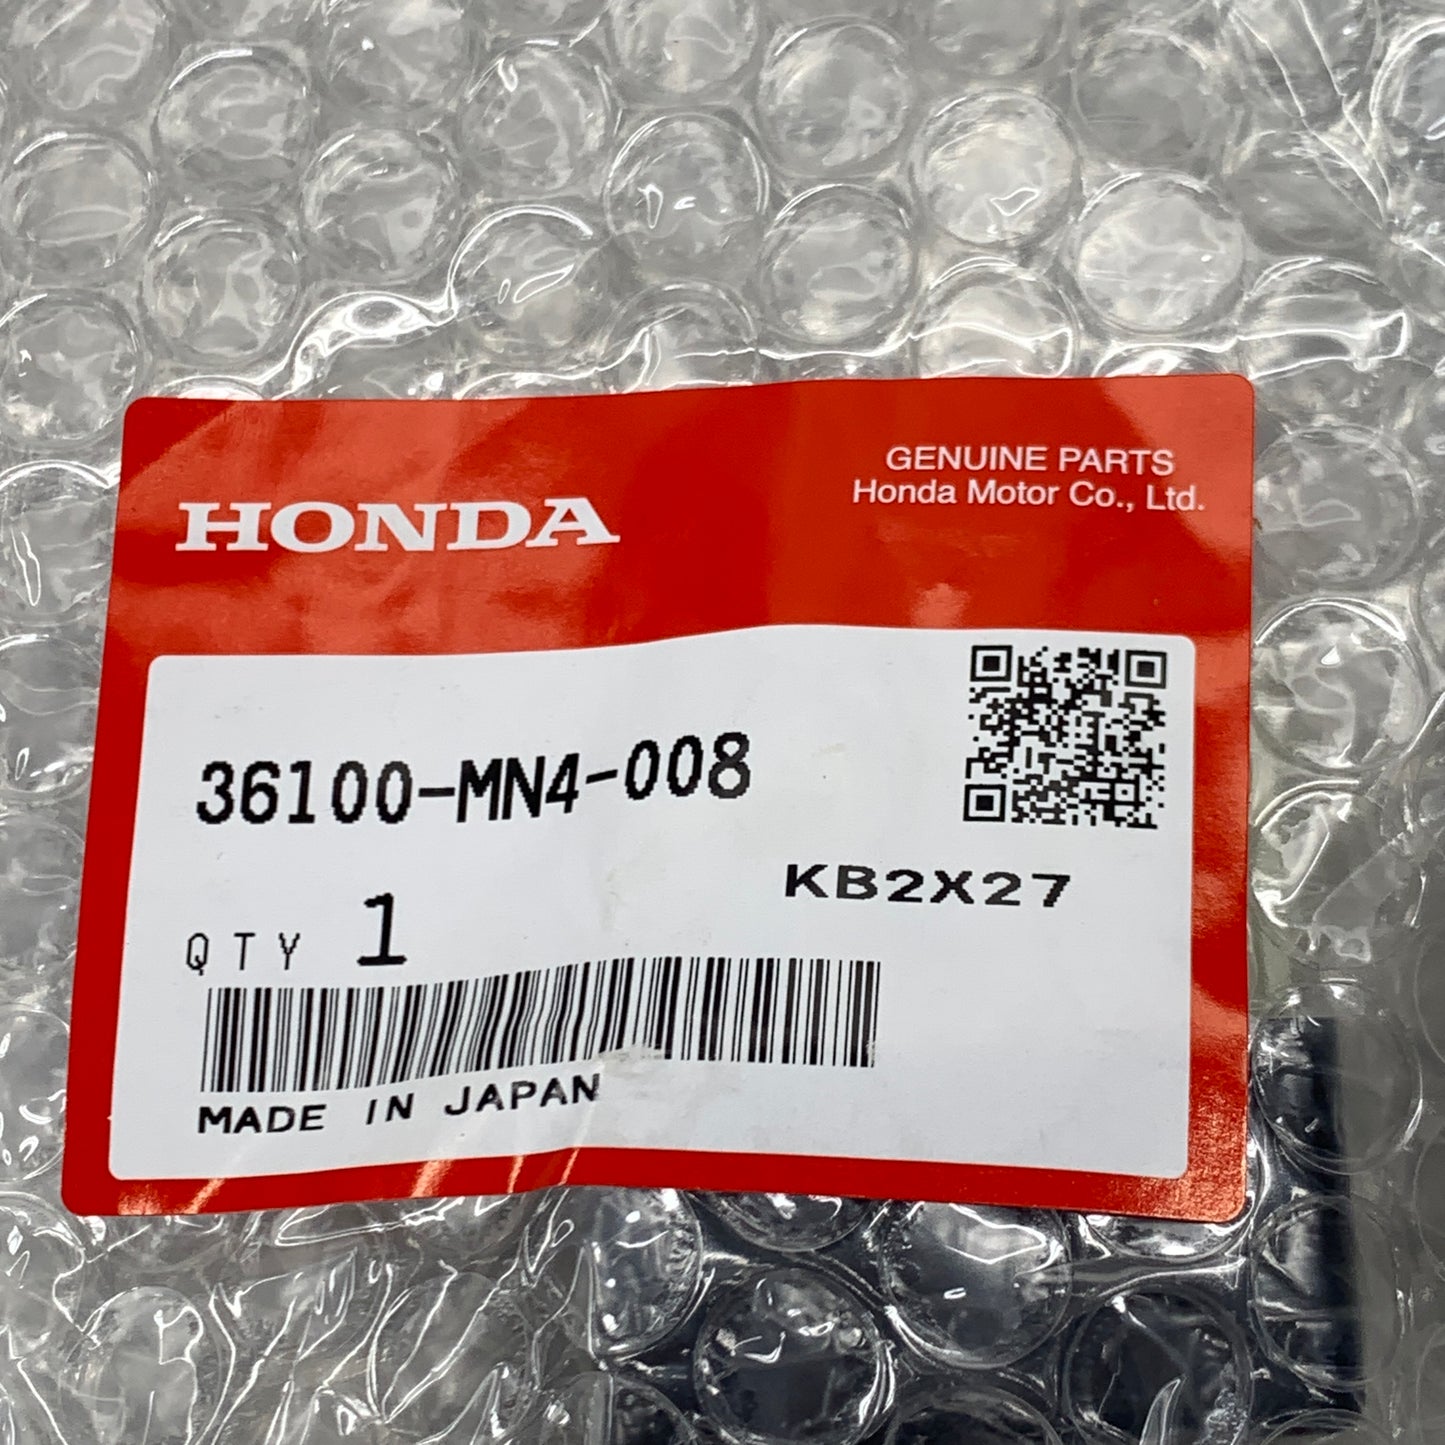 HONDA
GENUINE PARTS
Honda Motor Co., Ltd.
36100-MN4-008
KB2X27
QTY 1
MADE IN JAPAN